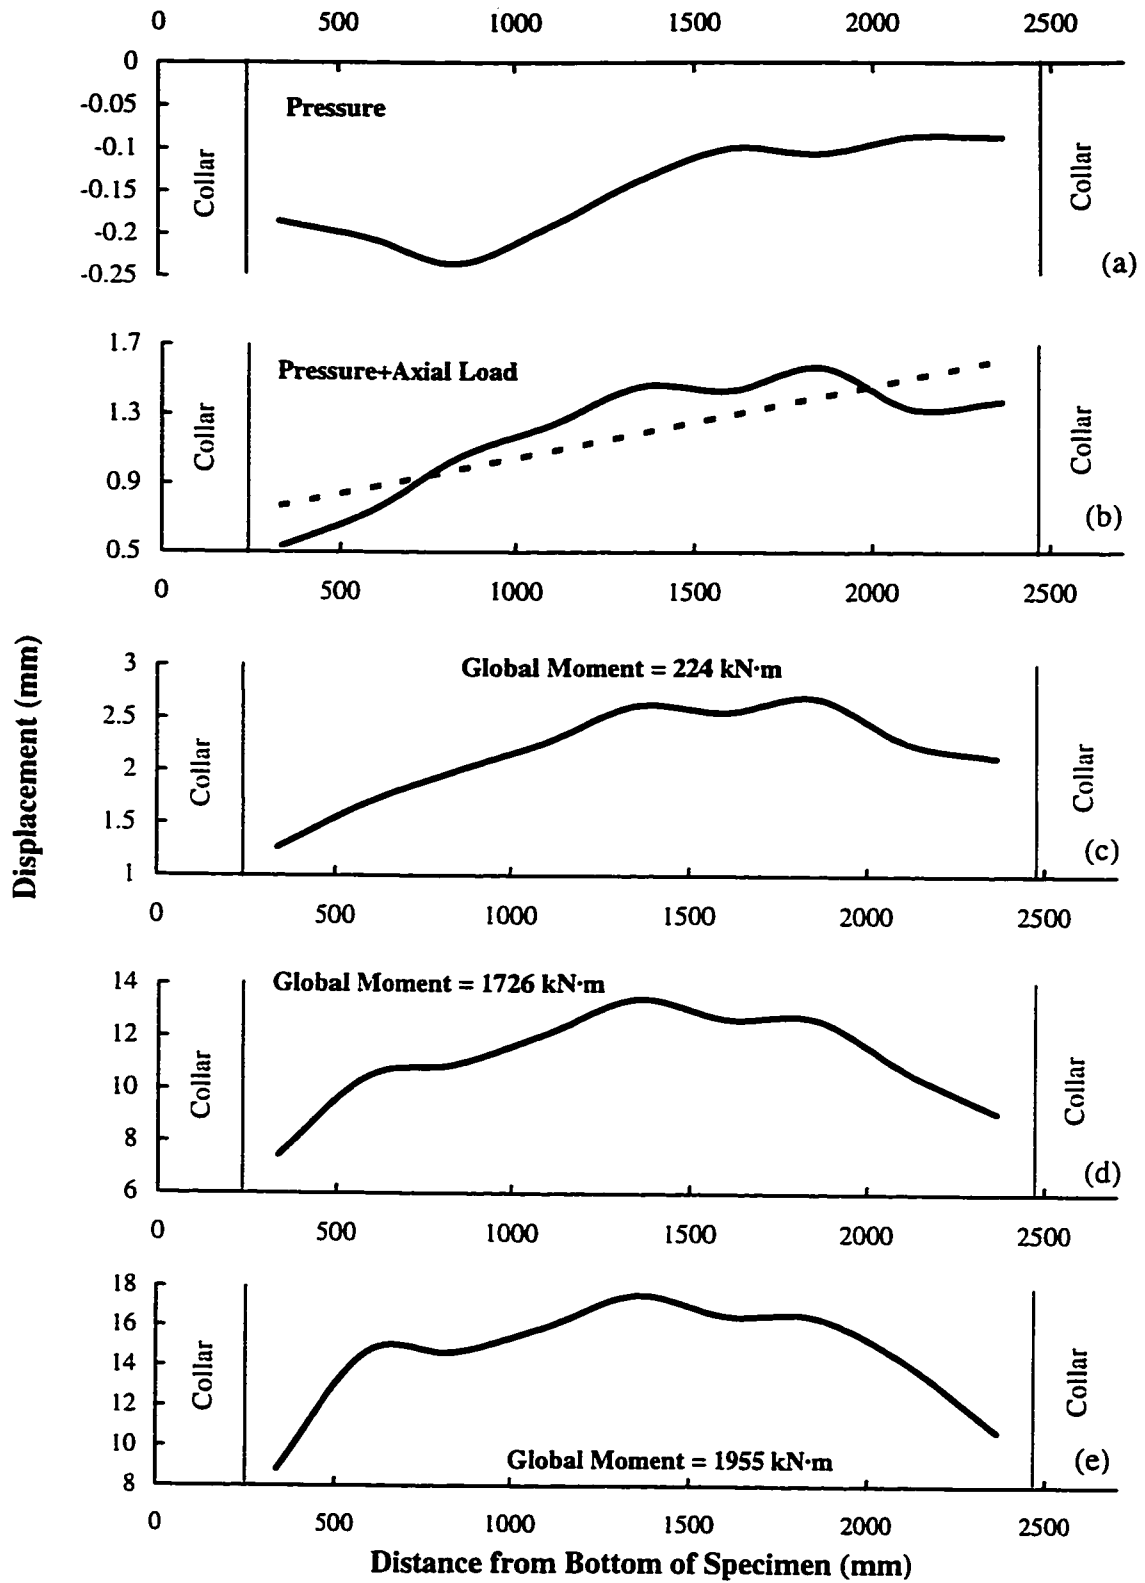 0 500 1000 1500 2000 2500
0
-0.05
-0.1
-0.15
-0.2
-0.25
Pressure
Collar
Collar
(a)
1.7
1.3
0.9
0.5
Pressure+Axial Load
Collar
Collar
(b)
0 500 1000 1500 2000 2500
Displacement (mm)
3
2.5
2
1.5
1
Global Moment = 224 kN·m
Collar
Collar
(c)
0 500 1000 1500 2000 2500
14
12
10
8
6
Global Moment = 1726 kN·m
Collar
Collar
(d)
0 500 1000 1500 2000 2500
18
16
14
12
10
8
Collar
Collar
Global Moment = 1955 kN·m
(e)
0 500 1000 1500 2000 2500
Distance from Bottom of Specimen (mm)